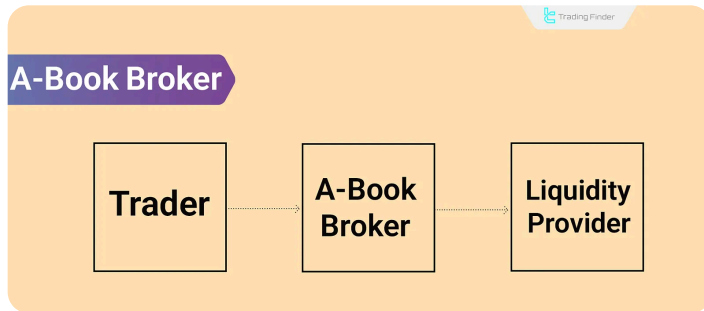 Trading Finder
A-Book Broker
Trader
A-Book
Broker
Liquidity
Provider